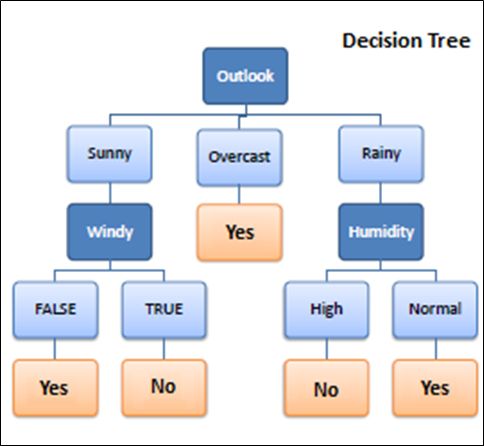 Decision Tree
Outlook
Sunny
Overcast
Rainy
Windy
Yes
Humidity
FALSE
TRUE
High
Normal
Yes
No
No
Yes